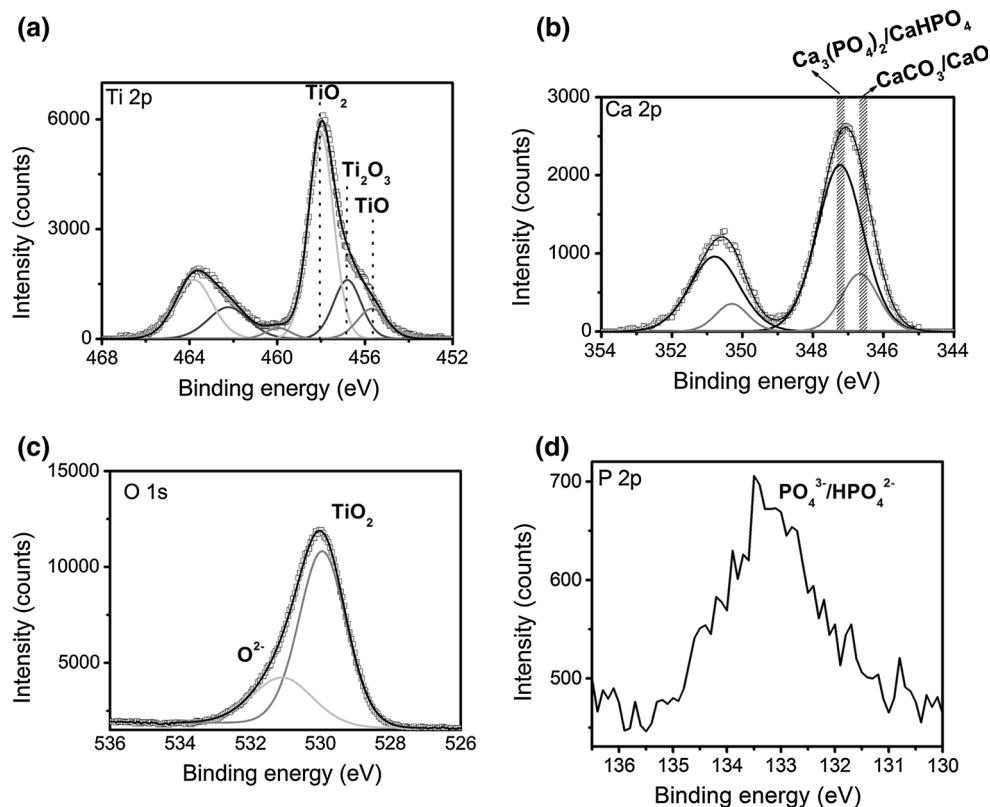 (a)
Ti 2p
TiO₂
Ti₂O₃
TiO
6000
3000
0
468 464 460 456 452
Intensity (counts)
Binding energy (eV)
(b)
Ca₃(PO₄)₂/CaHPO₄
CaCO₃/CaO
Ca 2p
3000
2000
1000
0
354 352 350 348 346 344
Intensity (counts)
Binding energy (eV)
(c)
O 1s
TiO₂
O²⁻
15000
10000
5000
536 534 532 530 528 526
Intensity (counts)
Binding energy (eV)
(d)
P 2p
PO₄³⁻/HPO₄²⁻
700
600
500
136 135 134 133 132 131 130
Intensity (counts)
Binding energy (eV)